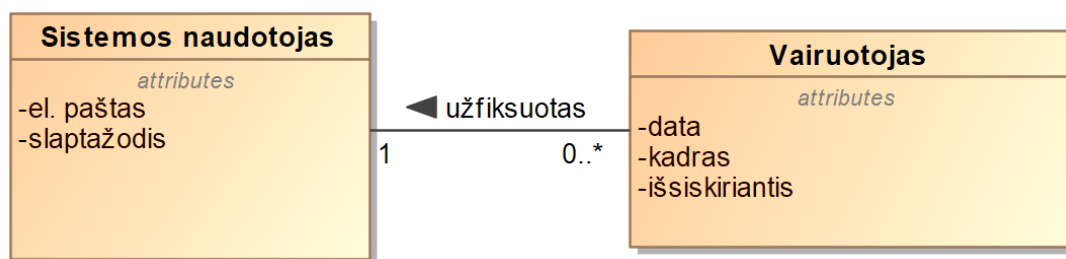 Sistemos naudotojas
attributes
-el. paštas
-slaptažodis
užfiksuotas
1
0..*
Vairuotojas
attributes
-data
-kadras
-išsiskiriantis